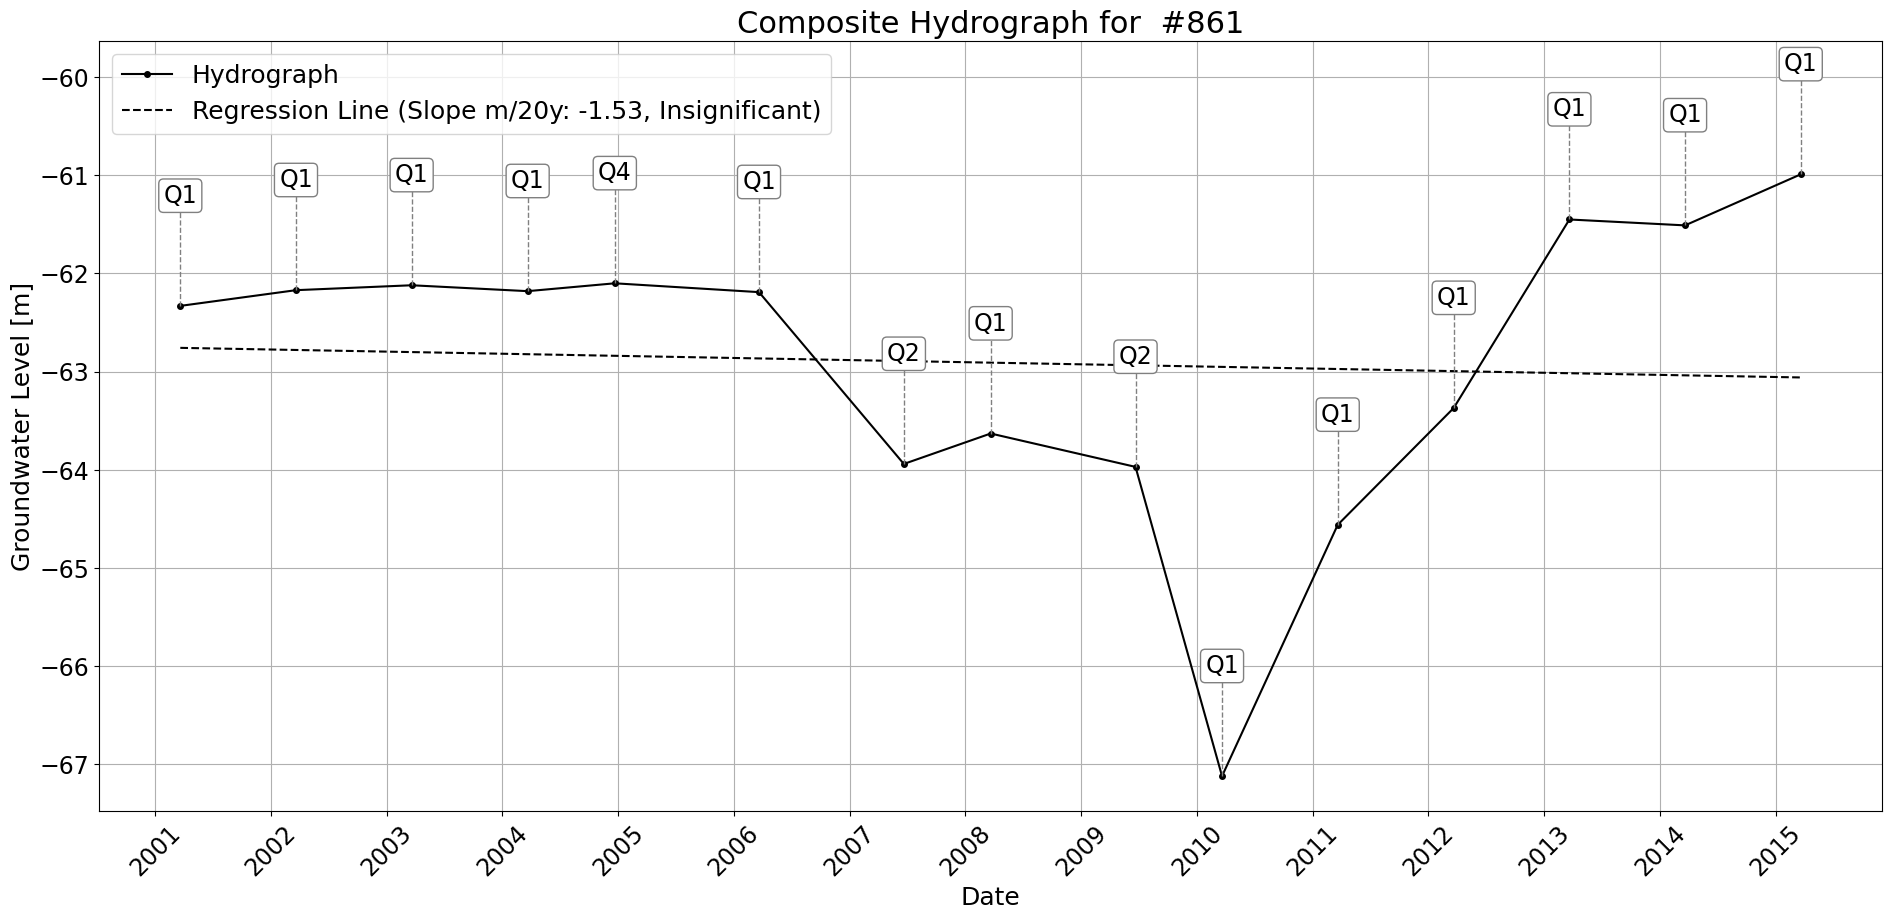 Composite Hydrograph for  #861
Hydrograph
Regression Line (Slope m/20y: -1.53, Insignificant)
Q1
Q1
Q1
Q1
Q4
Q1
Q2
Q1
Q2
Q1
Q1
Q1
Q1
Q1
Q1
−60
−61
−62
−63
−64
−65
−66
−67
Groundwater Level [m]
2001
2002
2003
2004
2005
2006
2007
2008
2009
2010
2011
2012
2013
2014
2015
Date